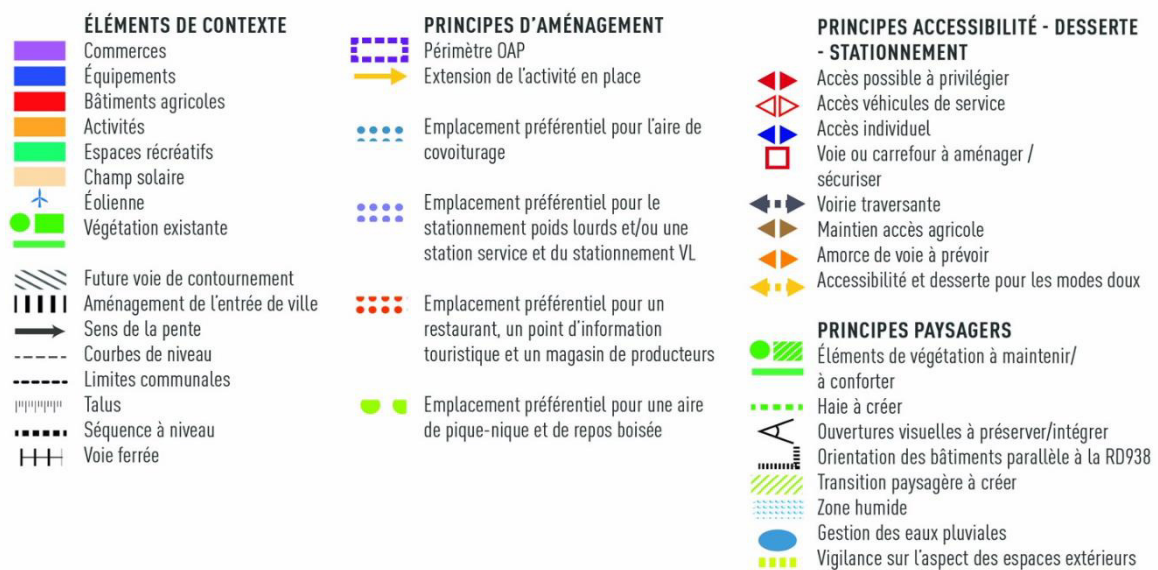 ÉLÉMENTS DE CONTEXTE
Commerces
Équipements
Bâtiments agricoles
Activités
Espaces récréatifs
Champ solaire
Éolienne
Végétation existante
Future voie de contournement
Aménagement de l'entrée de ville
Sens de la pente
Courbes de niveau
Limites communales
Talus
Séquence à niveau
Voie ferrée
PRINCIPES D'AMÉNAGEMENT
Périmètre OAP
Extension de l'activité en place
Emplacement préférentiel pour l'aire de
covoiturage
Emplacement préférentiel pour le
stationnement poids lourds et/ou une
station service et du stationnement VL
Emplacement préférentiel pour un
restaurant, un point d'information
touristique et un magasin de producteurs
Emplacement préférentiel pour une aire
de pique-nique et de repos boisée
PRINCIPES ACCESSIBILITÉ - DESSERTE
- STATIONNEMENT
Accès possible à privilégier
Accès véhicules de service
Accès individuel
Voie ou carrefour à aménager /
sécuriser
Voirie traversante
Maintien accès agricole
Amorce de voie à prévoir
Accessibilité et desserte pour les modes doux
PRINCIPES PAYSAGERS
Éléments de végétation à maintenir/
à conforter
Haie à créer
Ouvertures visuelles à préserver/intégrer
Orientation des bâtiments parallèle à la RD938
Transition paysagère à créer
Zone humide
Gestion des eaux pluviales
Vigilance sur l'aspect des espaces extérieurs